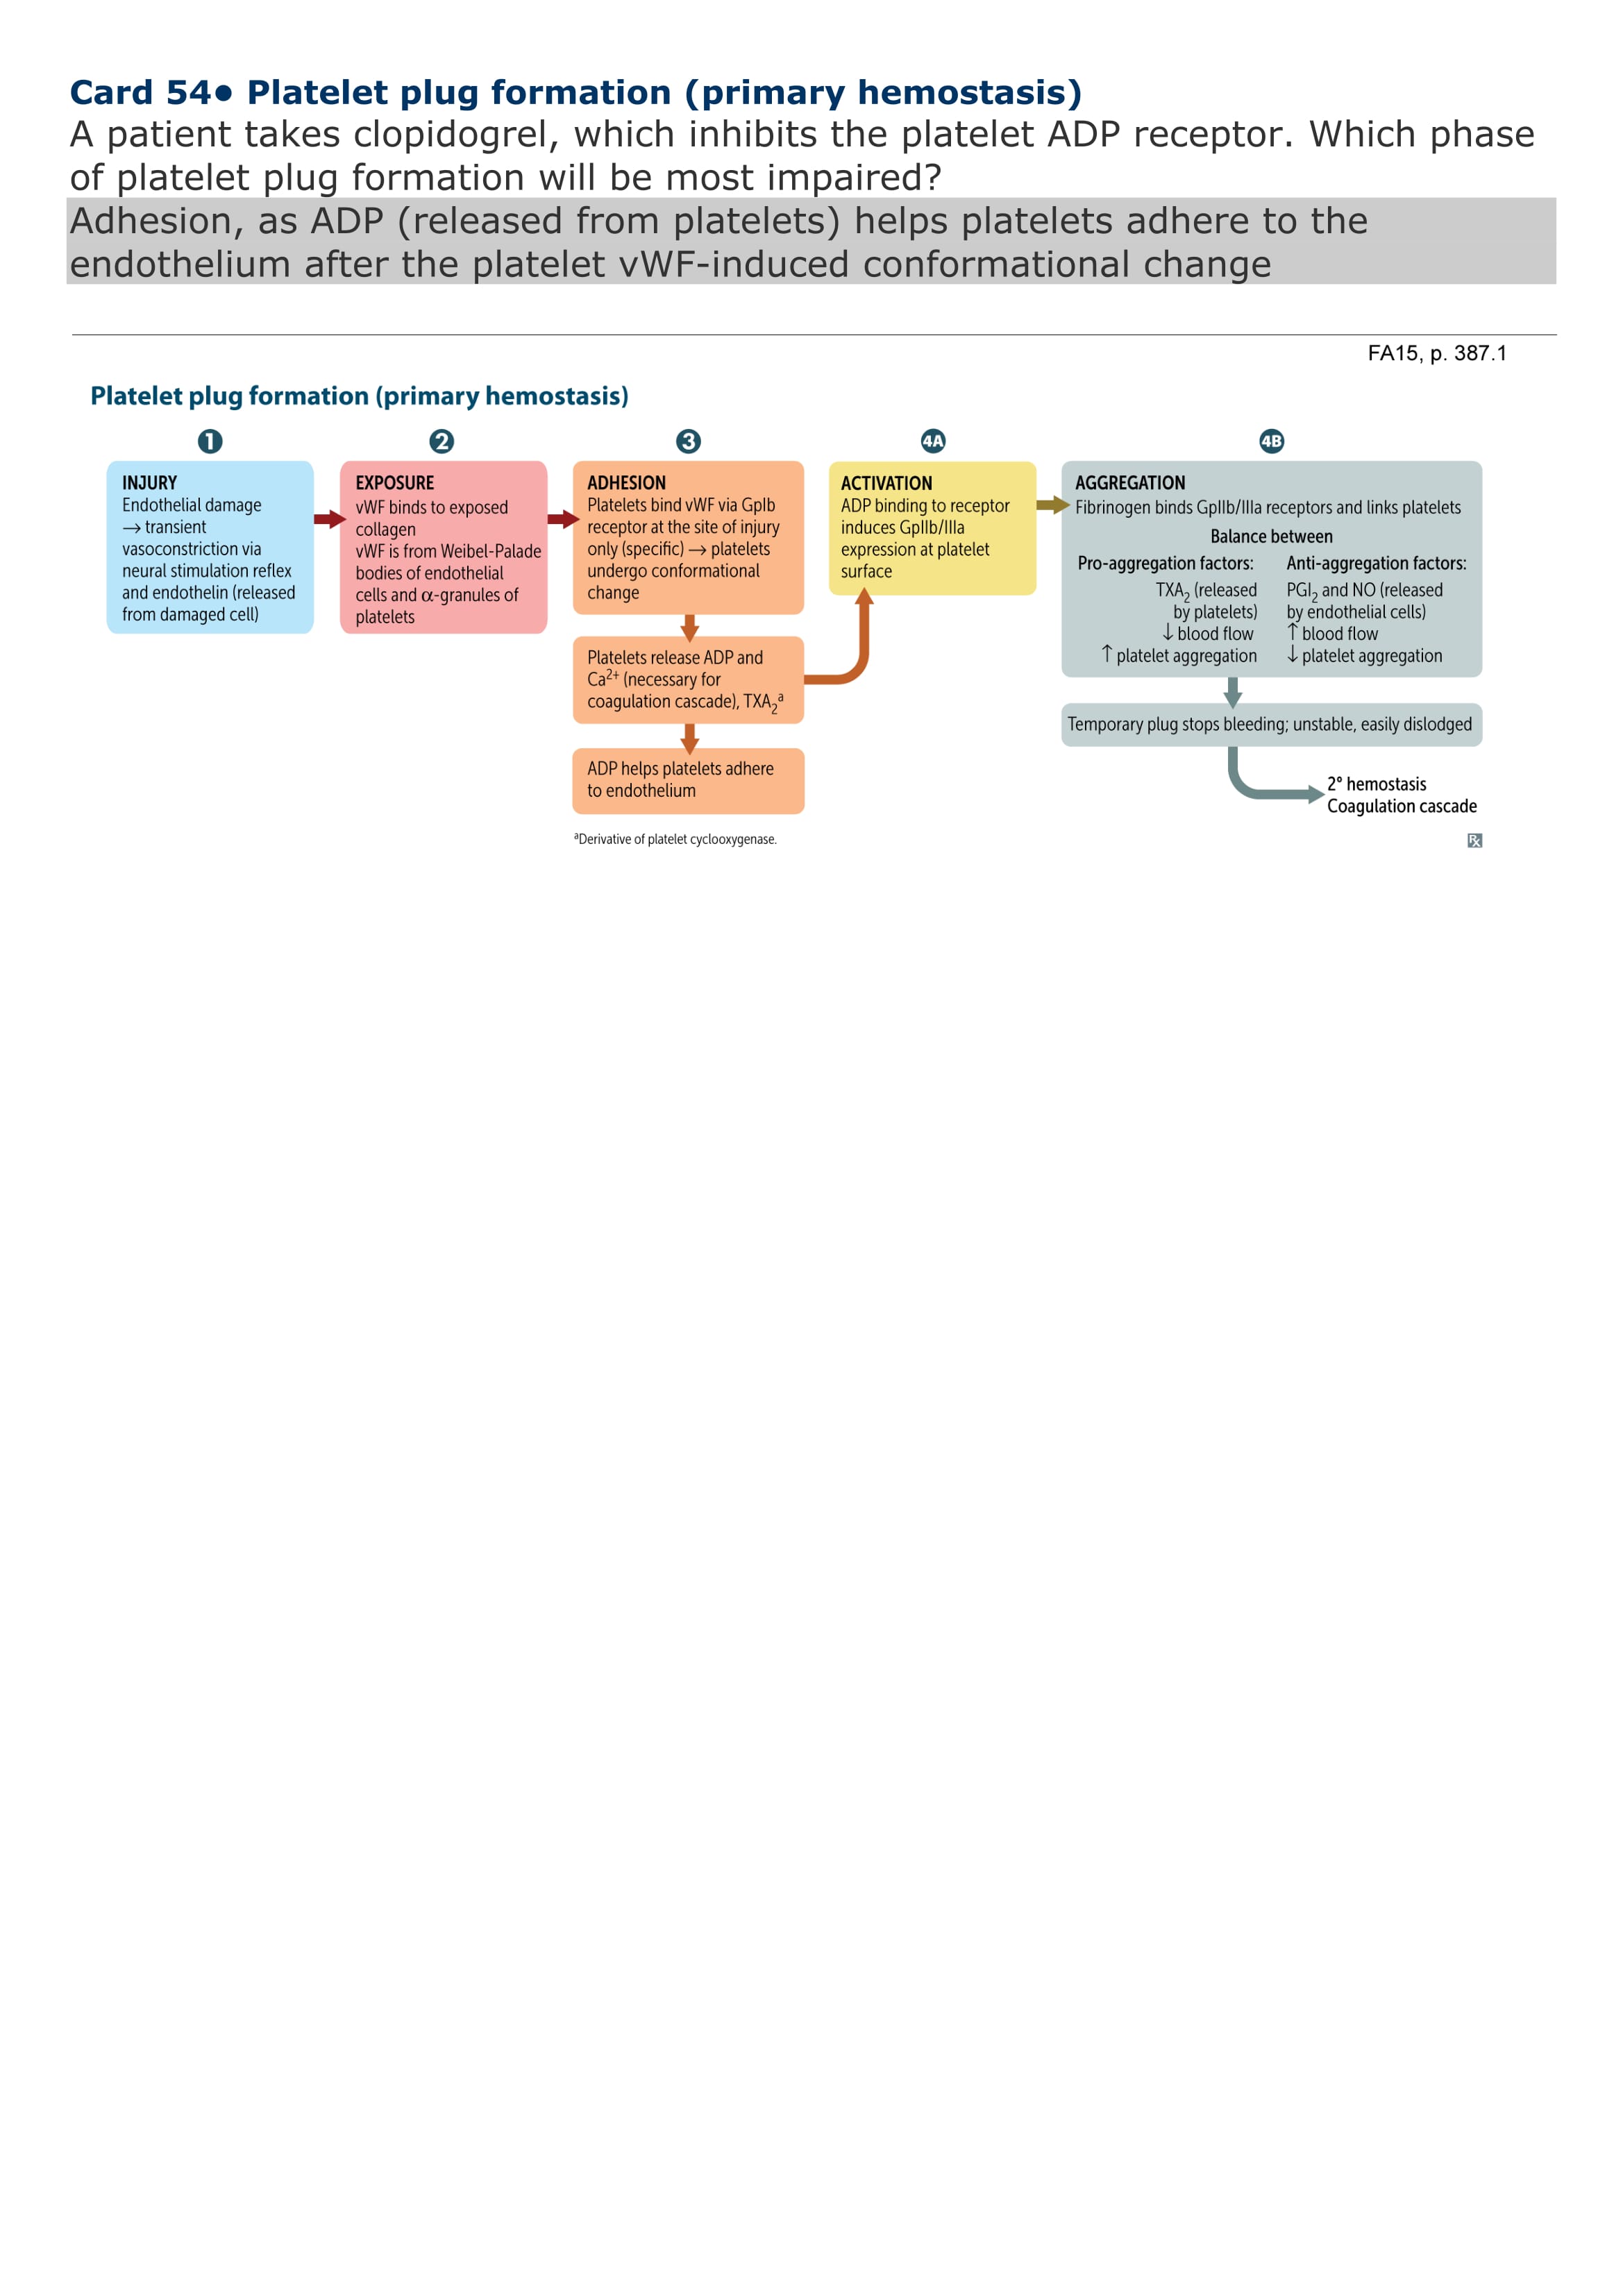 Card 54● Platelet plug formation (primary hemostasis)
A patient takes clopidogrel, which inhibits the platelet ADP receptor. Which phase
of platelet plug formation will be most impaired?
Adhesion, as ADP (released from platelets) helps platelets adhere to the
endothelium after the platelet vWF-induced conformational change
FA15, p. 387.1
Platelet plug formation (primary hemostasis)
1
INJURY
Endothelial damage
→ transient
vasoconstriction via
neural stimulation reflex
and endothelin (released
from damaged cell)
2
EXPOSURE
vWF binds to exposed
collagen
vWF is from Weibel-Palade
bodies of endothelial
cells and α-granules of
platelets
3
ADHESION
Platelets bind vWF via GpIb
receptor at the site of injury
only (specific) → platelets
undergo conformational
change
Platelets release ADP and
Ca2+ (necessary for
coagulation cascade), TXA2a
ADP helps platelets adhere
to endothelium
aDerivative of platelet cyclooxygenase.
4A
ACTIVATION
ADP binding to receptor
induces GpIIb/IIIa
expression at platelet
surface
4B
AGGREGATION
Fibrinogen binds GpIIb/IIIa receptors and links platelets
Balance between
Pro-aggregation factors:
TXA2 (released
by platelets)
↓ blood flow
↑ platelet aggregation
Anti-aggregation factors:
PGI2 and NO (released
by endothelial cells)
↑ blood flow
↓ platelet aggregation
Temporary plug stops bleeding; unstable, easily dislodged
2° hemostasis
Coagulation cascade
Rx